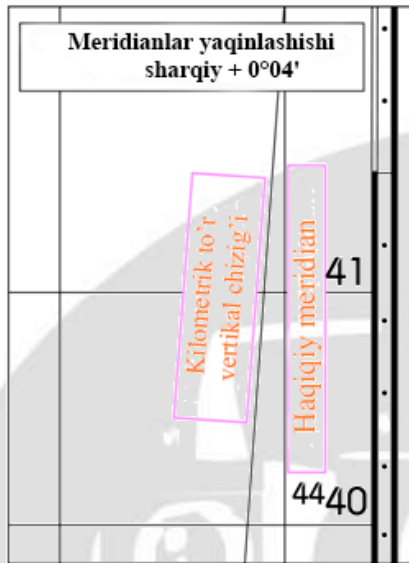 Meridianlar yaqinlashishi
sharqiy + 0°04'
Kilometrik to’r
vertikal chizig’i
Haqiqiy meridian
41
4440